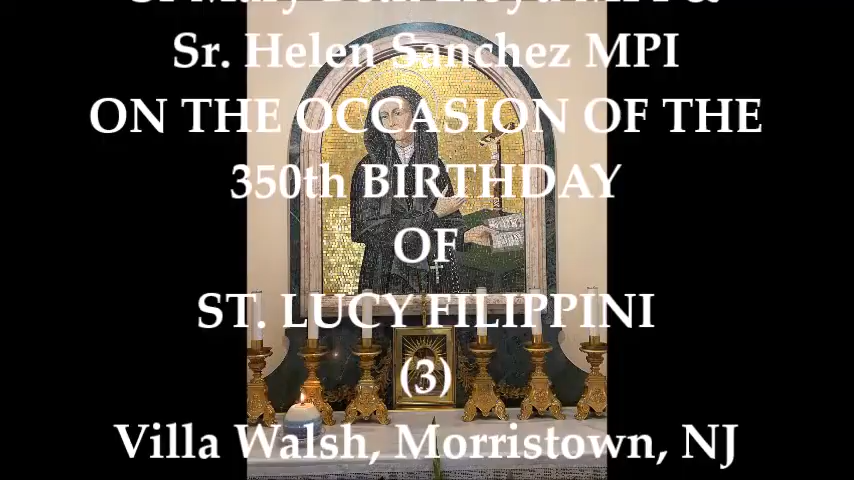 Sr. Helen Sanchez MPI
ON THE OCCASION OF THE
350th BIRTHDAY
OF
ST. LUCY FILIPPINI
(3)
Villa Walsh, Morristown, NJ